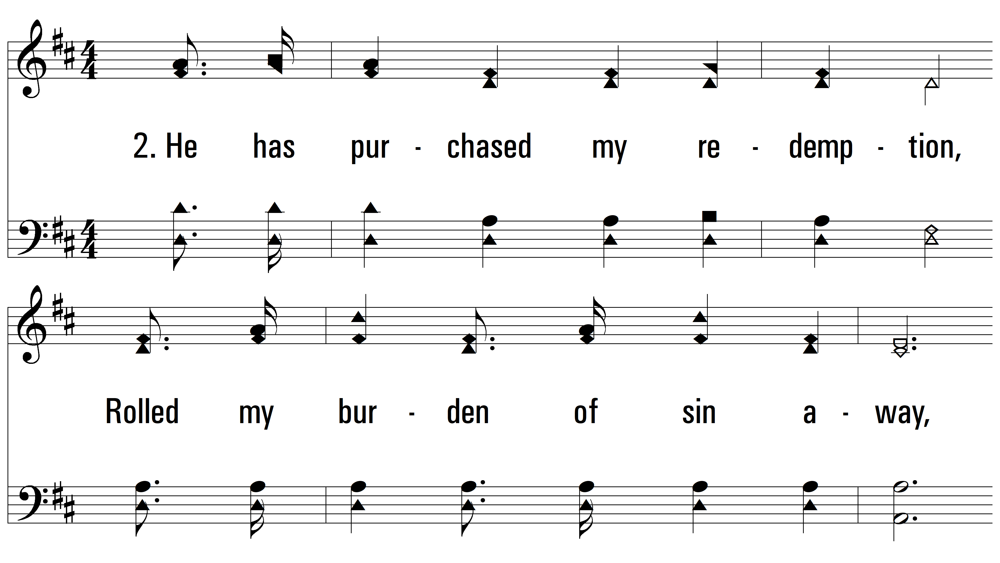 2. He has pur - chased my re - demp - tion,
Rolled my bur - den of sin a - way,